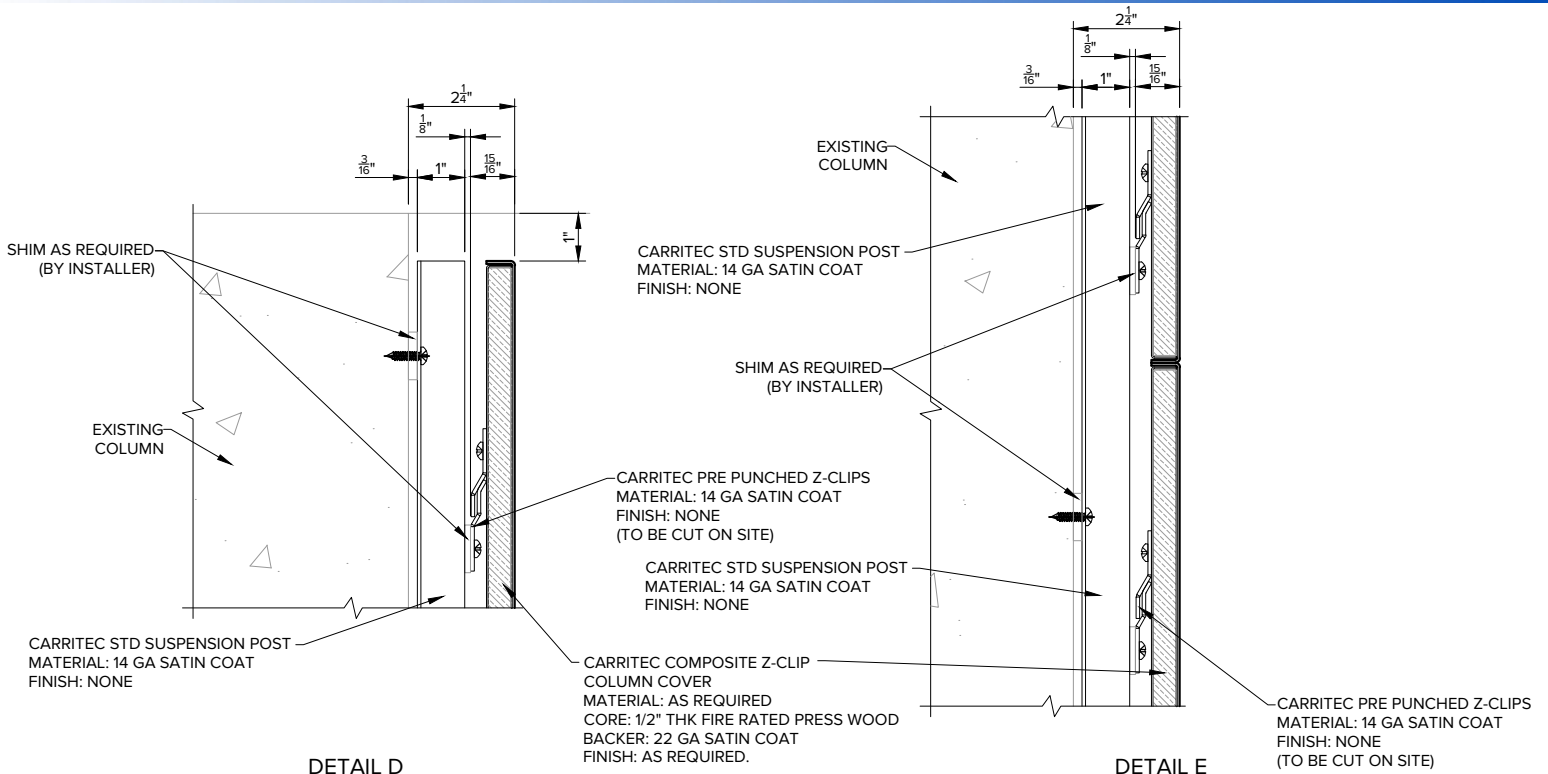 2 1/4"
1/8"
3/16"
1"
15/16"
1"
SHIM AS REQUIRED
(BY INSTALLER)
EXISTING
COLUMN
CARRITEC PRE PUNCHED Z-CLIPS
MATERIAL: 14 GA SATIN COAT
FINISH: NONE
(TO BE CUT ON SITE)
CARRITEC STD SUSPENSION POST
MATERIAL: 14 GA SATIN COAT
FINISH: NONE
CARRITEC COMPOSITE Z-CLIP
COLUMN COVER
MATERIAL: AS REQUIRED
CORE: 1/2" THK FIRE RATED PRESS WOOD
BACKER: 22 GA SATIN COAT
FINISH: AS REQUIRED.
DETAIL D
2 1/4"
1/8"
3/16"
1"
15/16"
EXISTING
COLUMN
CARRITEC STD SUSPENSION POST
MATERIAL: 14 GA SATIN COAT
FINISH: NONE
SHIM AS REQUIRED
(BY INSTALLER)
CARRITEC STD SUSPENSION POST
MATERIAL: 14 GA SATIN COAT
FINISH: NONE
CARRITEC PRE PUNCHED Z-CLIPS
MATERIAL: 14 GA SATIN COAT
FINISH: NONE
(TO BE CUT ON SITE)
DETAIL E